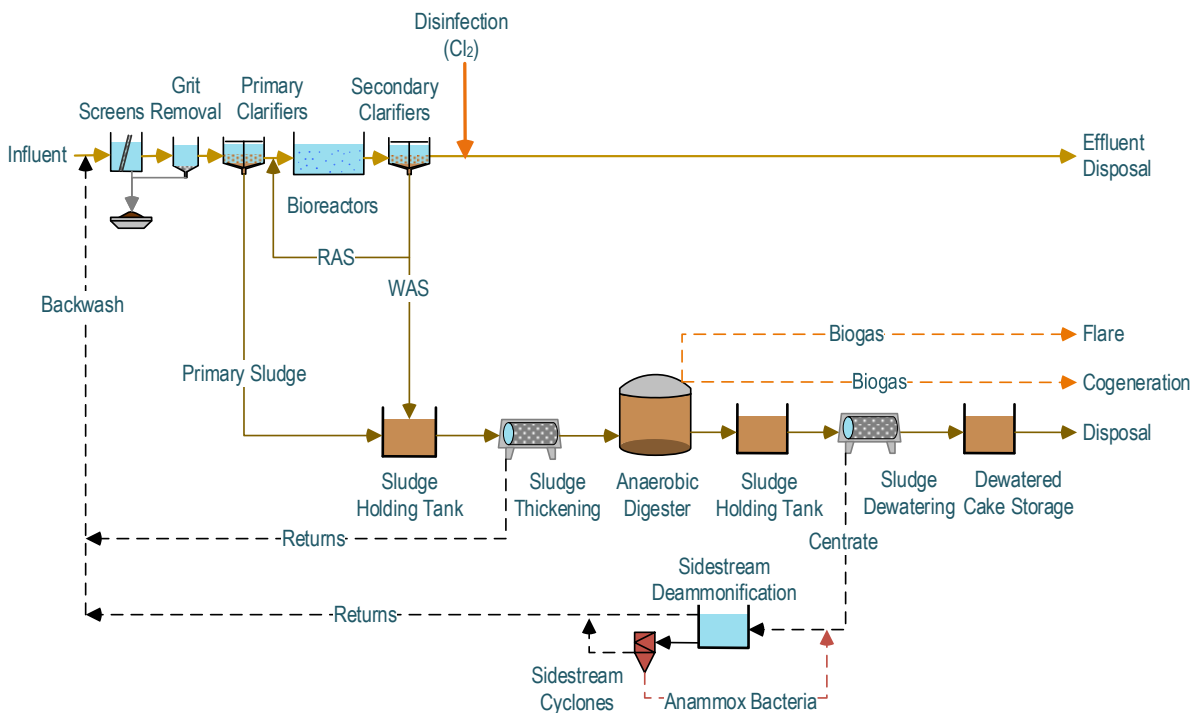 Disinfection
(Cl₂)
Screens
Grit
Removal
Primary
Clarifiers
Secondary
Clarifiers
Influent
Effluent
Disposal
Bioreactors
RAS
WAS
Backwash
Primary Sludge
Biogas
Flare
Biogas
Cogeneration
Disposal
Sludge
Holding Tank
Sludge
Thickening
Anaerobic
Digester
Sludge
Holding Tank
Sludge
Dewatering
Dewatered
Cake Storage
Returns
Centrate
Sidestream
Deammonification
Returns
Sidestream
Cyclones
Anammox Bacteria